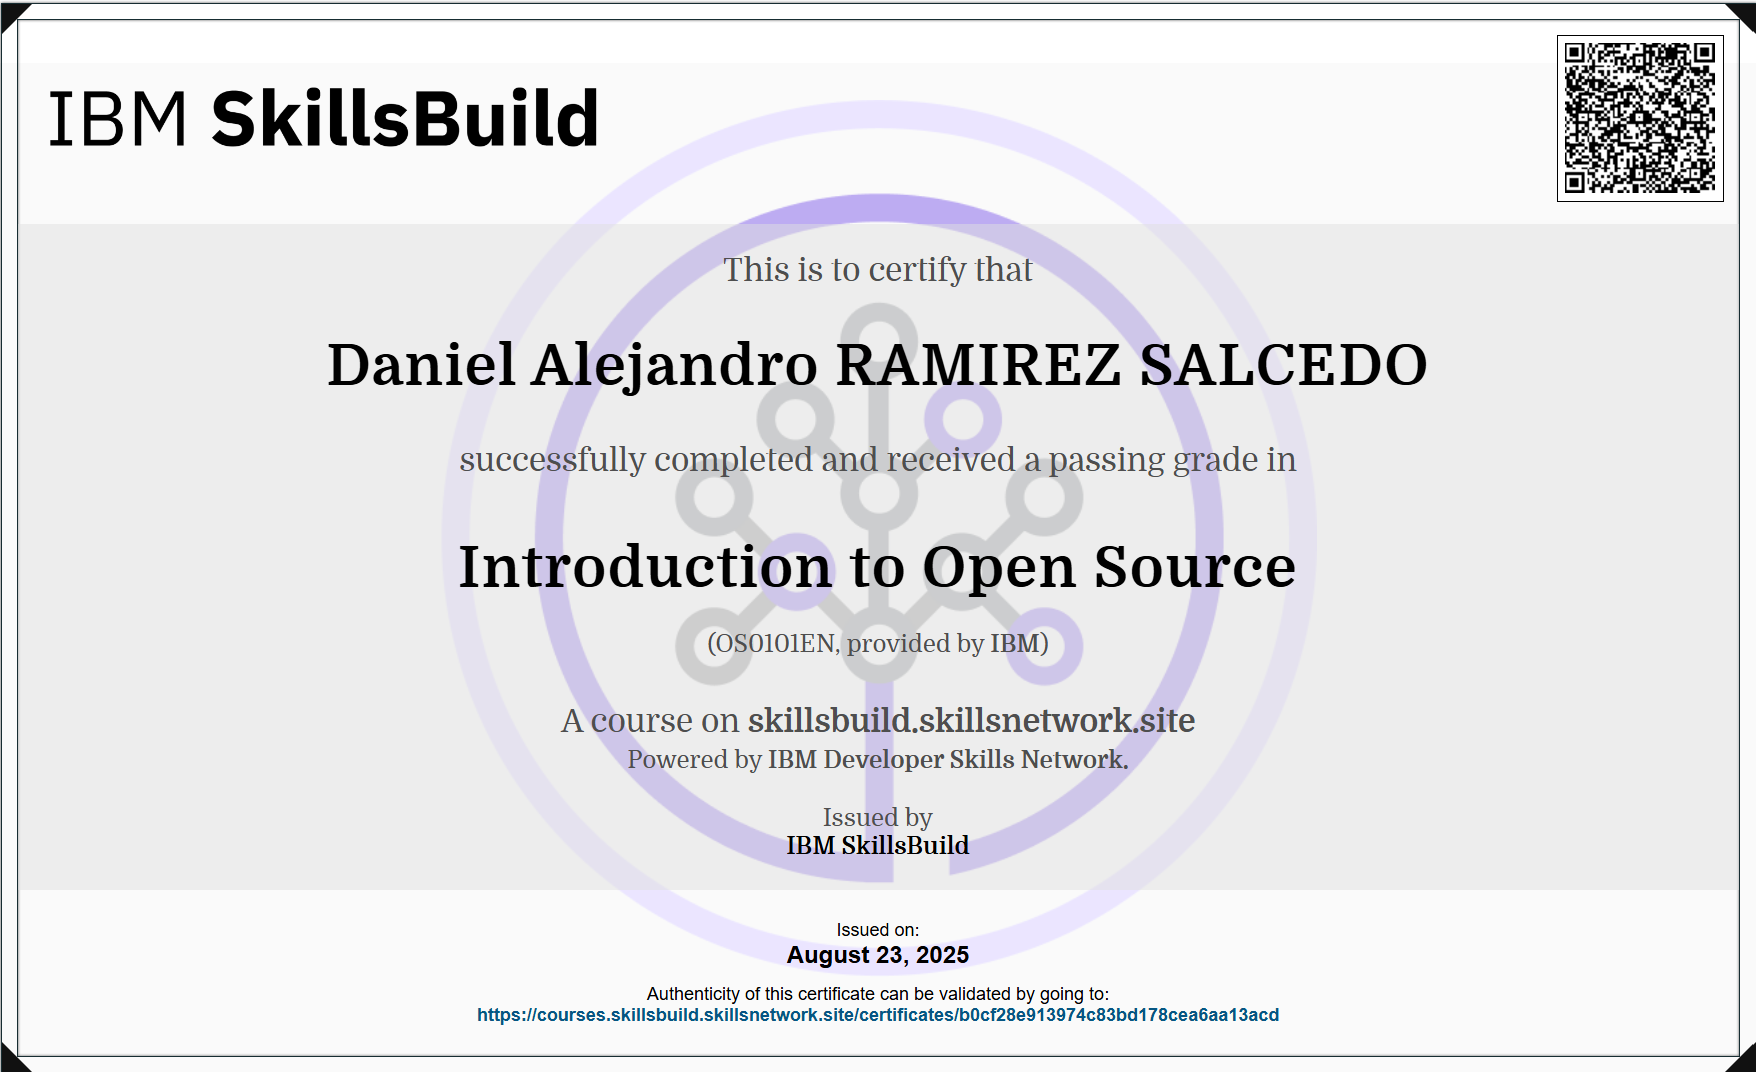 IBM SkillsBuild
This is to certify that
Daniel Alejandro RAMIREZ SALCEDO
successfully completed and received a passing grade in
Introduction to Open Source
(OS0101EN, provided by IBM)
A course on skillsbuild.skillsnetwork.site
Powered by IBM Developer Skills Network.
Issued by
IBM SkillsBuild
Issued on:
August 23, 2025
Authenticity of this certificate can be validated by going to:
https://courses.skillsbuild.skillsnetwork.site/certificates/b0cf28e913974c83bd178cea6aa13acd